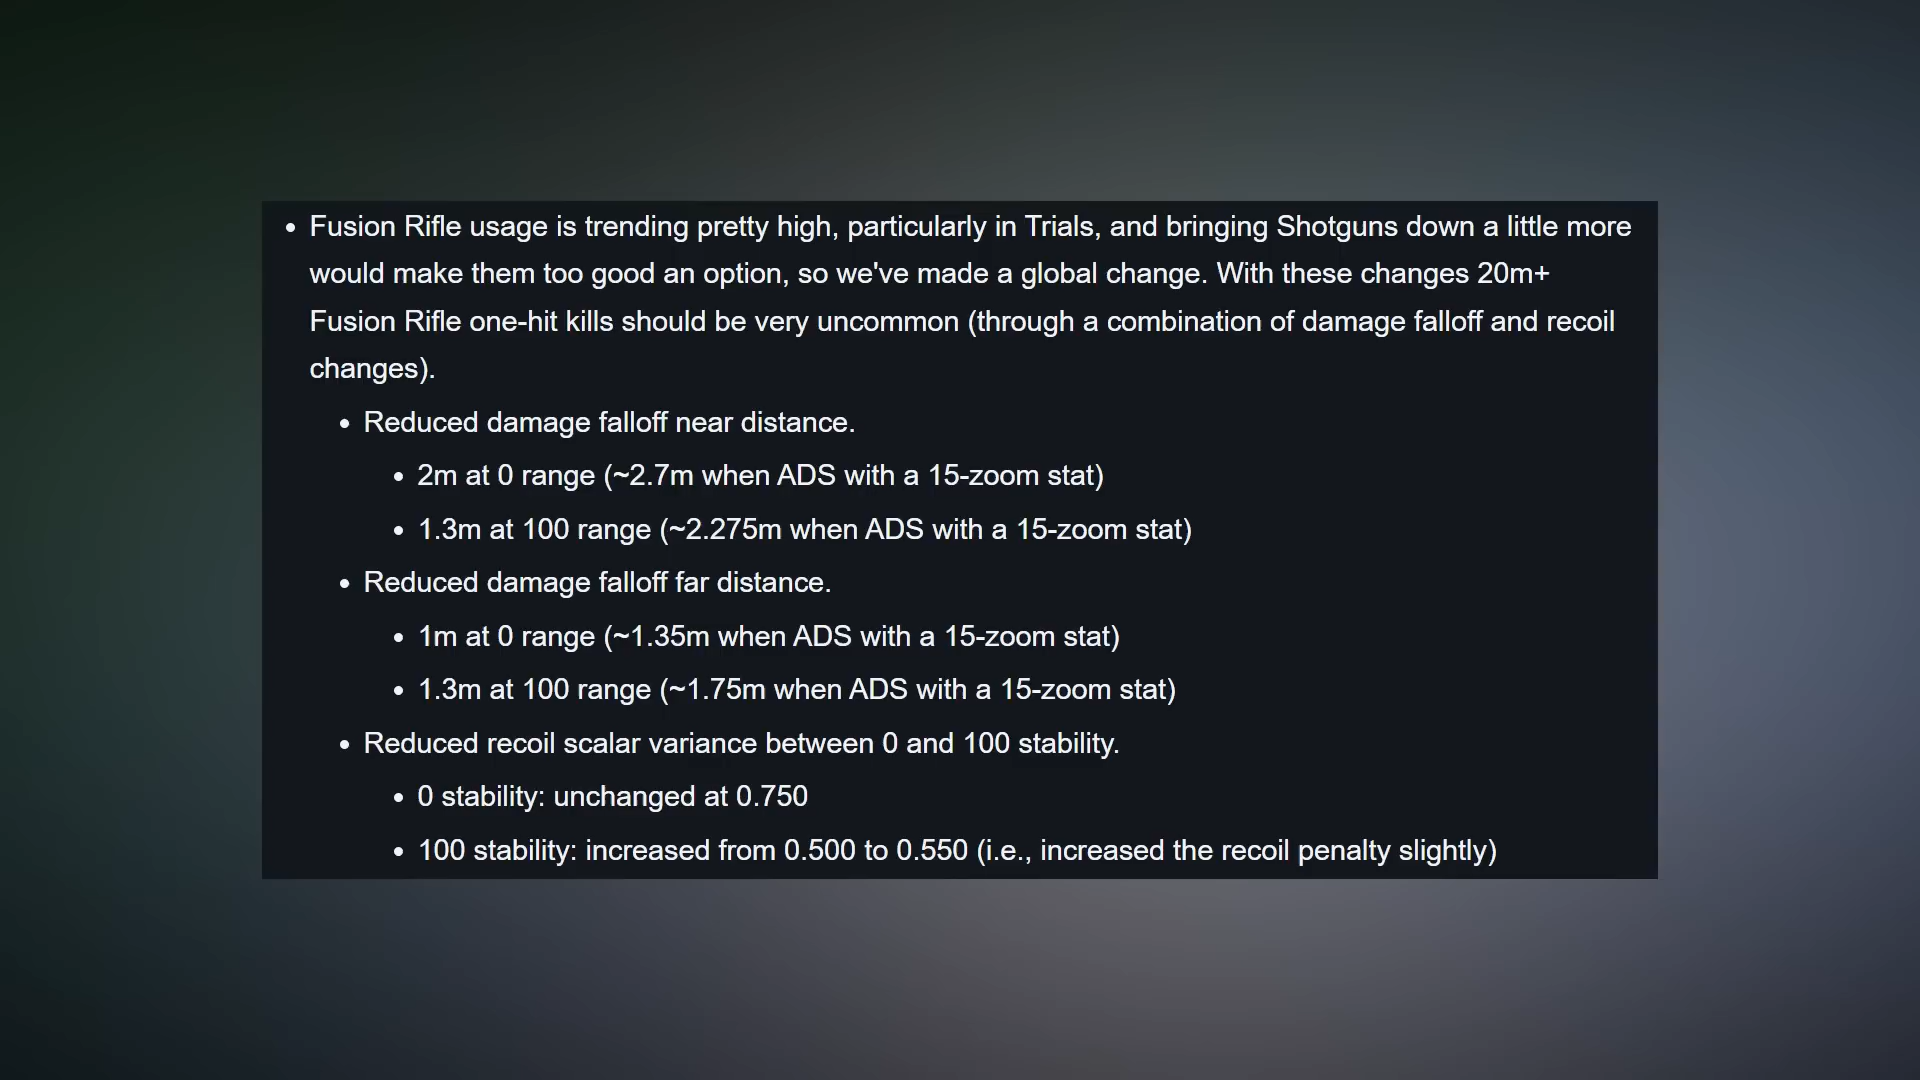 • Fusion Rifle usage is trending pretty high, particularly in Trials, and bringing Shotguns down a little more
would make them too good an option, so we've made a global change. With these changes 20m+
Fusion Rifle one-hit kills should be very uncommon (through a combination of damage falloff and recoil
changes).
• Reduced damage falloff near distance.
• 2m at 0 range (~2.7m when ADS with a 15-zoom stat)
• 1.3m at 100 range (~2.275m when ADS with a 15-zoom stat)
• Reduced damage falloff far distance.
• 1m at 0 range (~1.35m when ADS with a 15-zoom stat)
• 1.3m at 100 range (~1.75m when ADS with a 15-zoom stat)
• Reduced recoil scalar variance between 0 and 100 stability.
• 0 stability: unchanged at 0.750
• 100 stability: increased from 0.500 to 0.550 (i.e., increased the recoil penalty slightly)